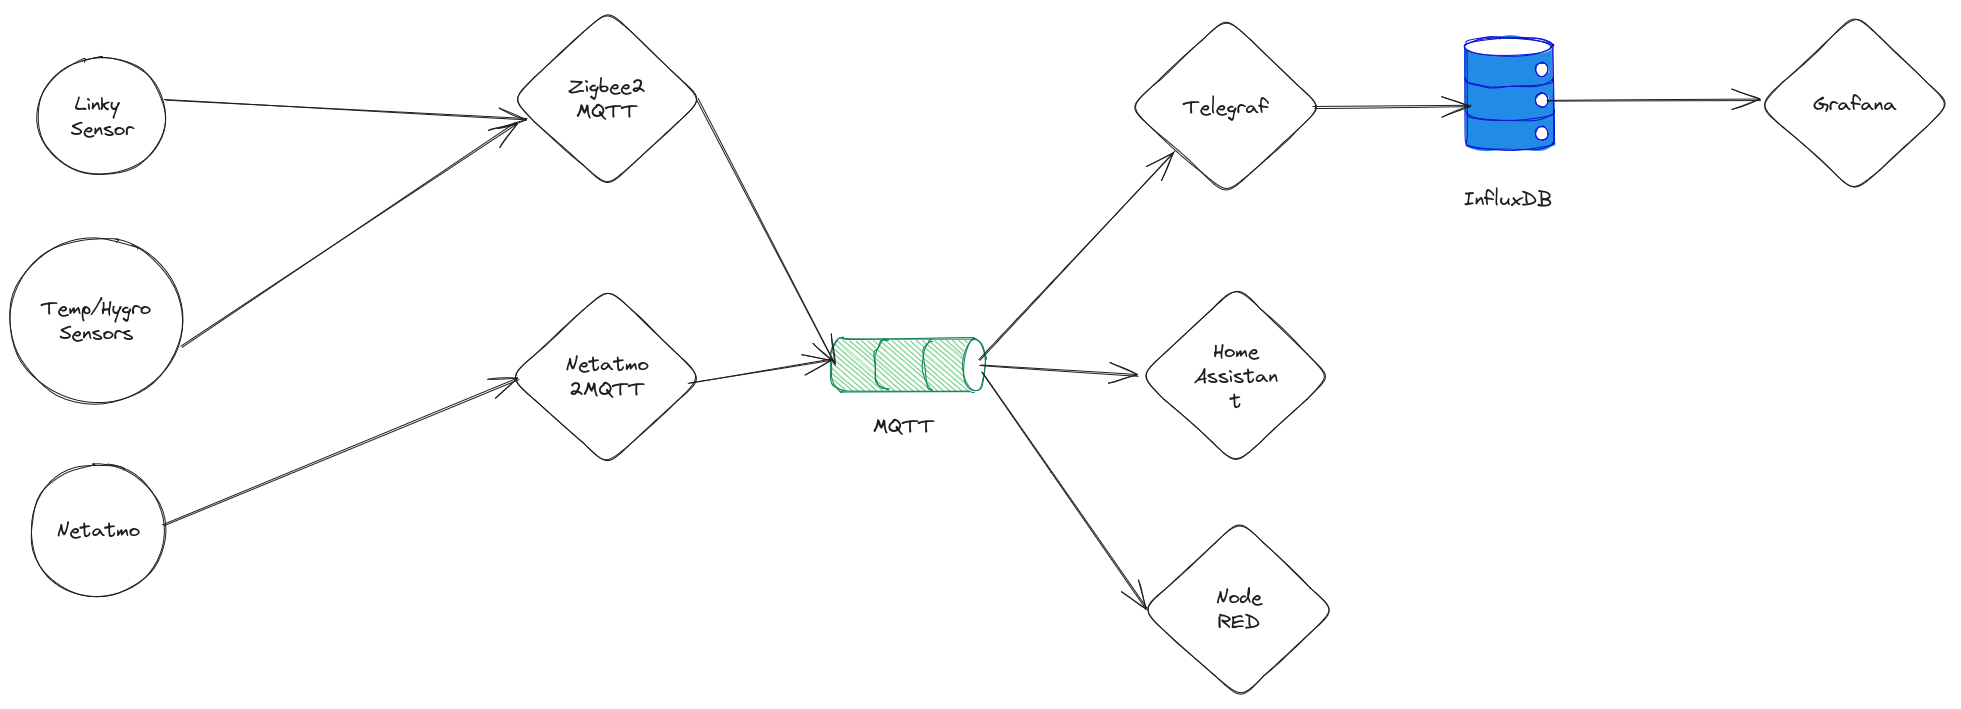 Linky
Sensor
Zigbee2
MQTT
Telegraf
InfluxDB
Grafana
Temp/Hygro
Sensors
Netatmo
2MQTT
MQTT
Home
Assistan
t
Netatmo
Node
RED